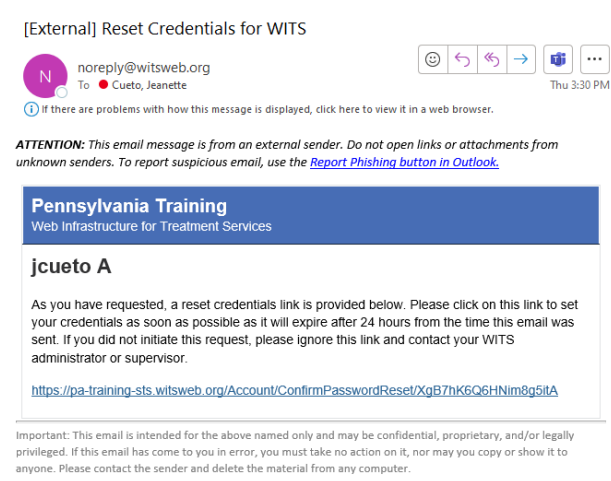 [External] Reset Credentials for WITS
N
noreply@witsweb.org
To Cueto, Jeanette
Thu 3:30 PM
If there are problems with how this message is displayed, click here to view it in a web browser.
ATTENTION: This email message is from an external sender. Do not open links or attachments from
unknown senders. To report suspicious email, use the Report Phishing button in Outlook.
Pennsylvania Training
Web Infrastructure for Treatment Services
jcueto A
As you have requested, a reset credentials link is provided below. Please click on this link to set
your credentials as soon as possible as it will expire after 24 hours from the time this email was
sent. If you did not initiate this request, please ignore this link and contact your WITS
administrator or supervisor.
https://pa-training-sts.witsweb.org/Account/ConfirmPasswordReset/XgB7hK6Q6HNim8g5itA
Important: This email is intended for the above named only and may be confidential, proprietary, and/or legally
privileged. If this email has come to you in error, you must take no action on it, nor may you copy or show it to
anyone. Please contact the sender and delete the material from any computer.